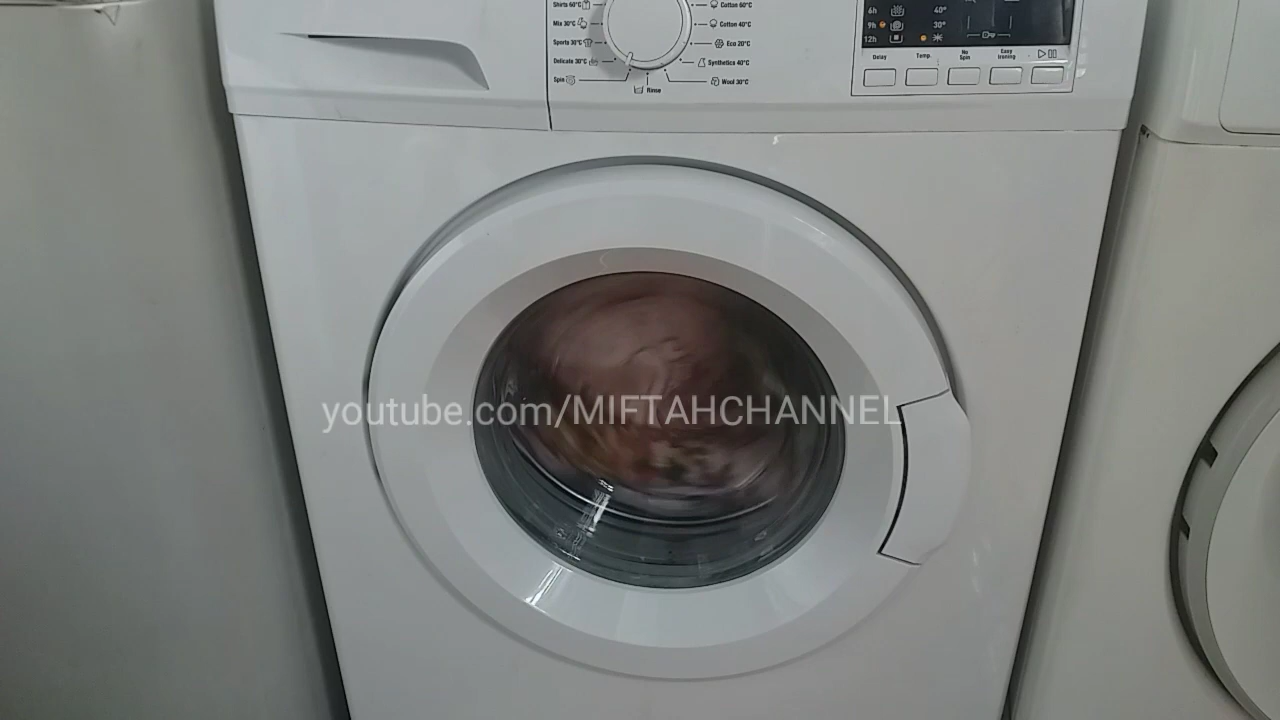 Shirts 60°C
Mix 30°C
Sports 30°C
Delicate 30°C
Spin
Rinse
Cotton 60°C
Cotton 40°C
Eco 20°C
Synthetics 40°C
Wool 30°C
6h 40°
9h 30°
12h
Delay
Temp.
No Spin
Easy Ironing
youtube.com/MIFTAHCHANNEL